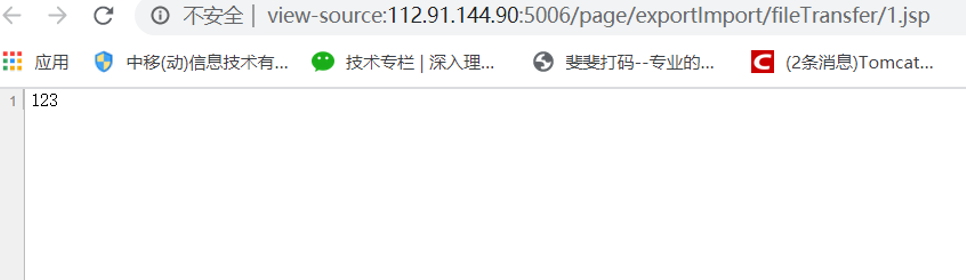 不安全 | view-source:112.91.144.90:5006/page/exportImport/fileTransfer/1.jsp
应用 中移(动)信息技术有... 技术专栏 | 深入理... 斐斐打码--专业的... (2条消息)Tomcat...
1 123